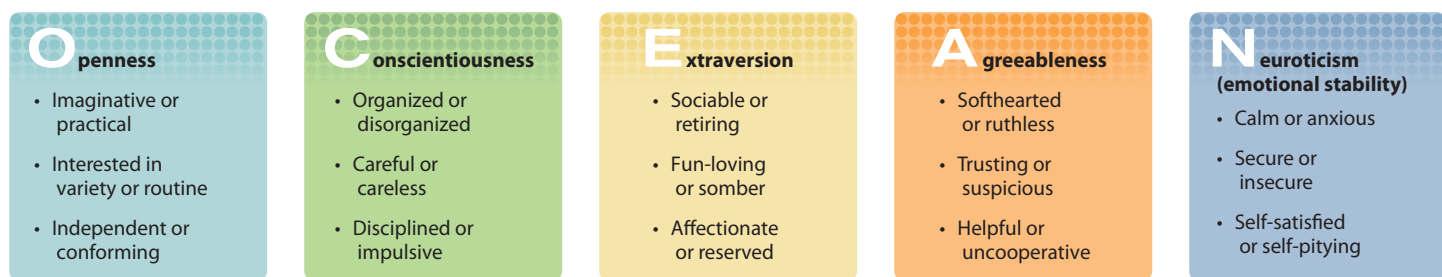 Openness
• Imaginative or
practical
• Interested in
variety or routine
• Independent or
conforming
Conscientiousness
• Organized or
disorganized
• Careful or
careless
• Disciplined or
impulsive
Extraversion
• Sociable or
retiring
• Fun-loving
or somber
• Affectionate
or reserved
Agreeableness
• Softhearted
or ruthless
• Trusting or
suspicious
• Helpful or
uncooperative
Neuroticism
(emotional stability)
• Calm or anxious
• Secure or
insecure
• Self-satisfied
or self-pitying